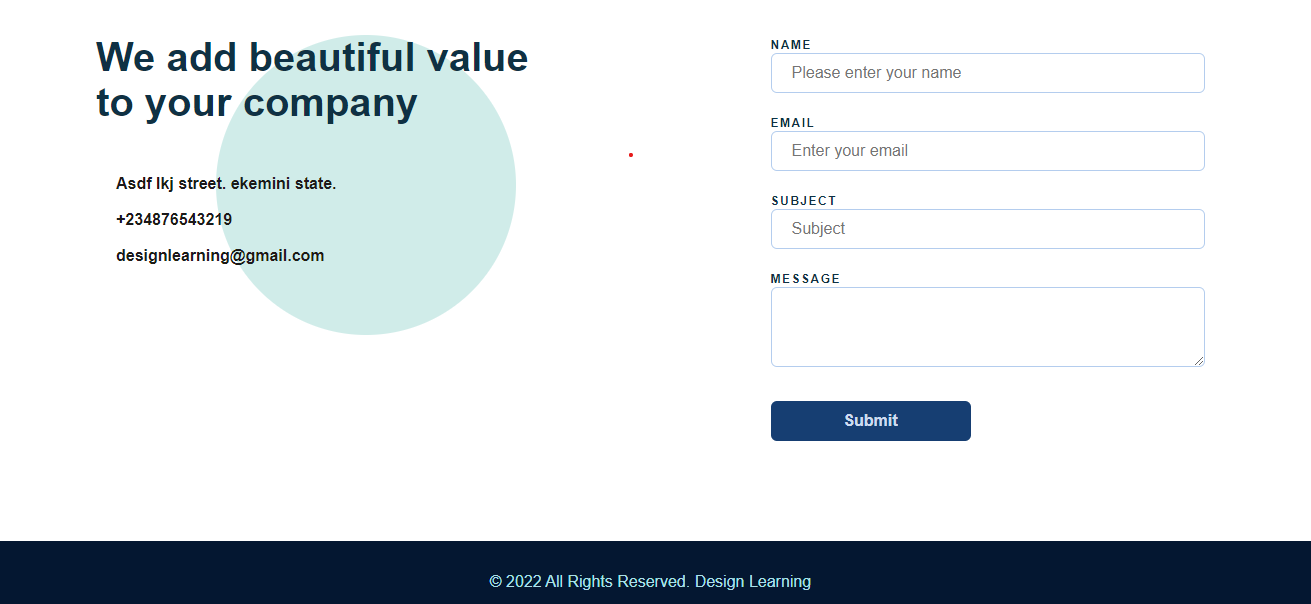 We add beautiful value
to your company
Asdf lkj street. ekemini state.
+234876543219
designlearning@gmail.com
NAME
Please enter your name
EMAIL
Enter your email
SUBJECT
Subject
MESSAGE
Submit
© 2022 All Rights Reserved. Design Learning